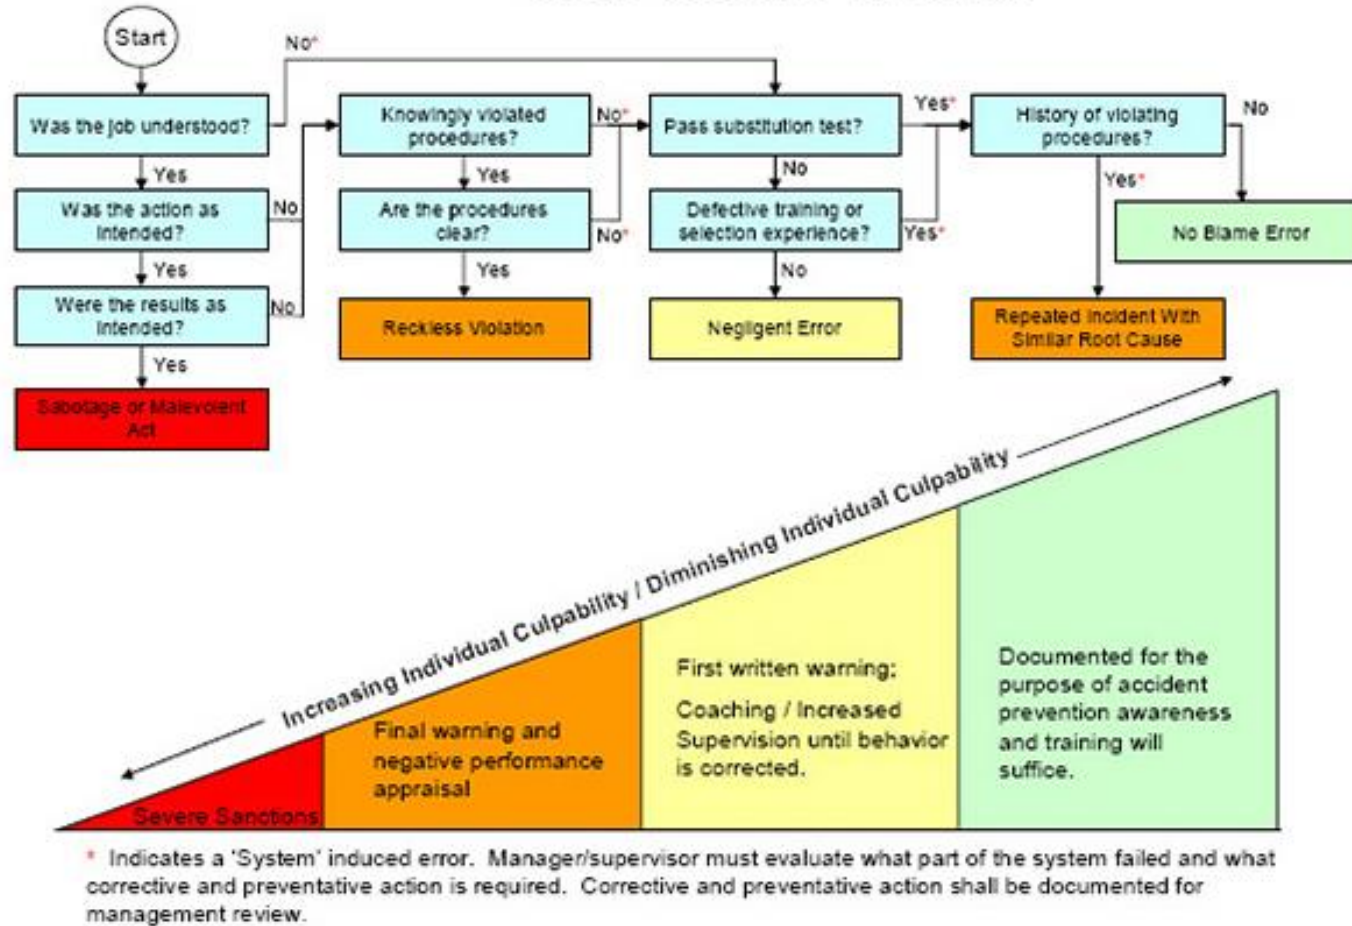 Start
No*
Was the job understood?
Yes
Was the action as
Intended?
No
Yes
Were the results as
Intended?
No
Yes
Sabotage or Malevolent
Act
Knowingly violated
procedures?
No*
Yes
Are the procedures
clear?
No*
Yes
Reckless Violation
Pass substitution test?
Yes*
No
Defective training or
selection experience?
Yes*
No
Negligent Error
History of violating
procedures?
No
Yes*
No Blame Error
Repeated Incident With
Similar Root Cause
Increasing Individual Culpability / Diminishing Individual Culpability
Severe Sanctions
Final warning and
negative performance
appraisal
First written warning;
Coaching / Increased
Supervision until behavior
is corrected.
Documented for the
purpose of accident
prevention awareness
and training will
suffice.
* Indicates a 'System' induced error. Manager/supervisor must evaluate what part of the system failed and what
corrective and preventative action is required. Corrective and preventative action shall be documented for
management review.